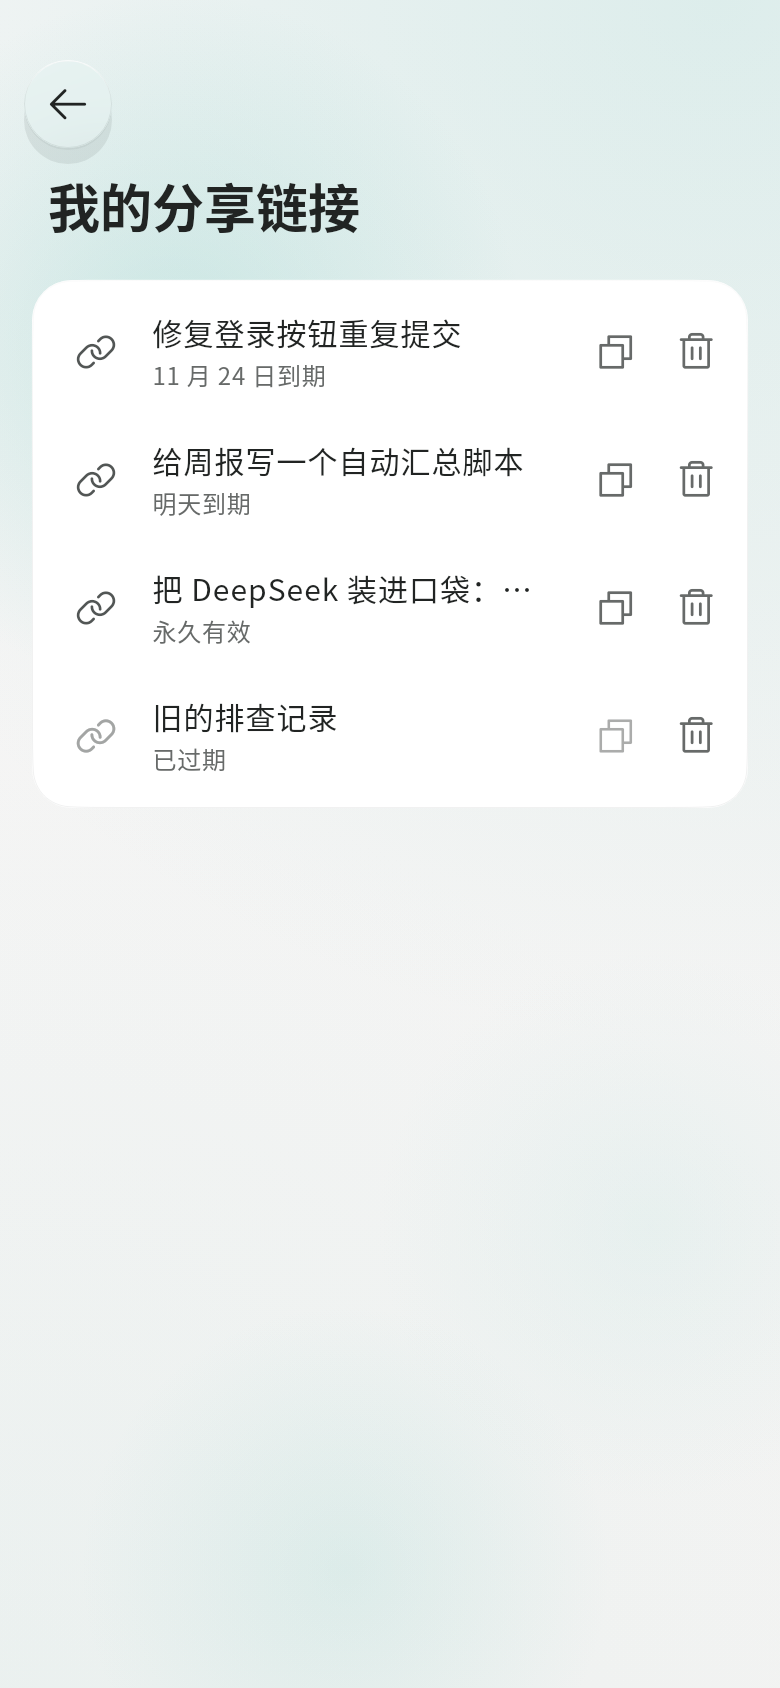 我的分享链接
修复登录按钮重复提交
11 月 24 日到期
给周报写一个自动汇总脚本
明天到期
把 DeepSeek 装进口袋：…
永久有效
旧的排查记录
已过期